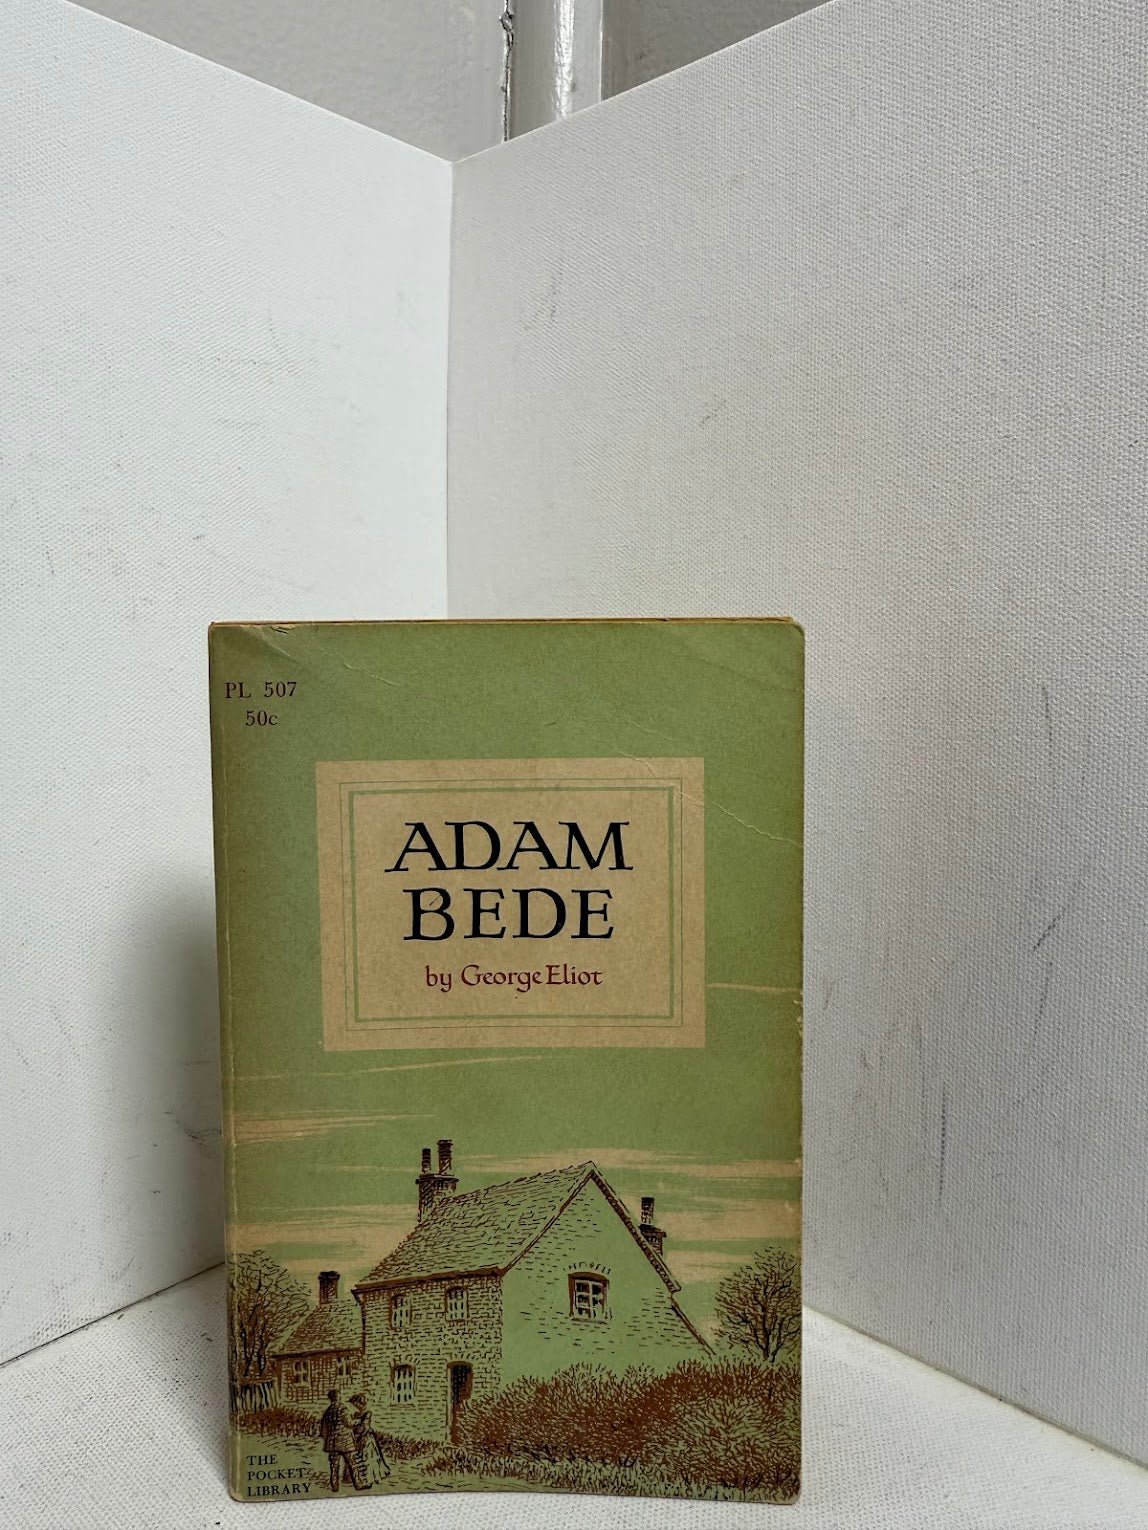 PL 507
50c
ADAM
BEDE
by George Eliot
THE
POCKET
LIBRARY